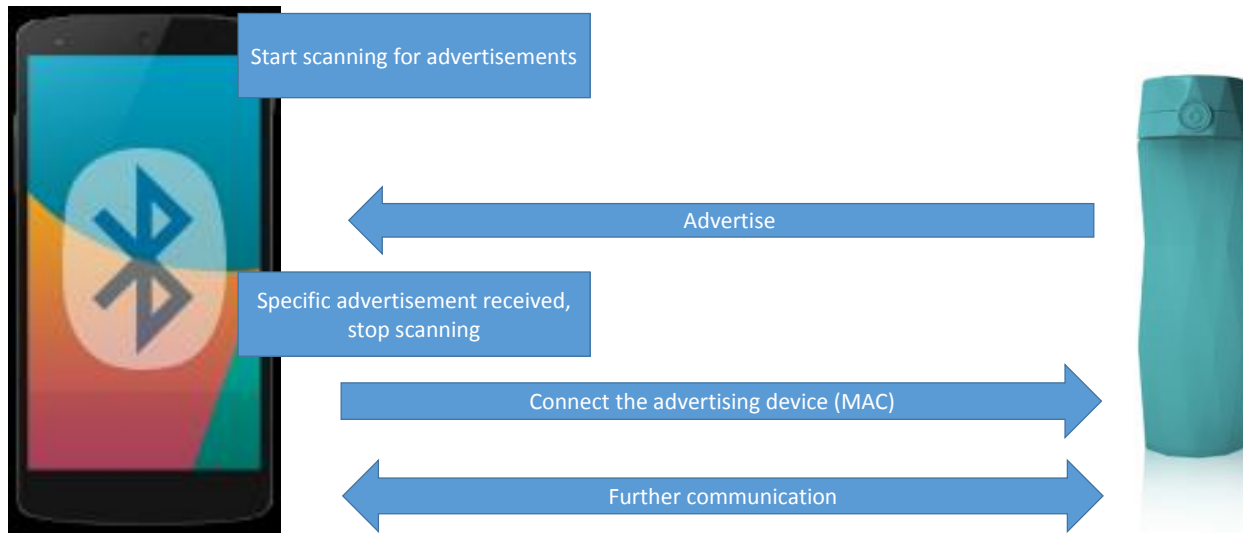 Start scanning for advertisements
Advertise
Specific advertisement received,
stop scanning
Connect the advertising device (MAC)
Further communication